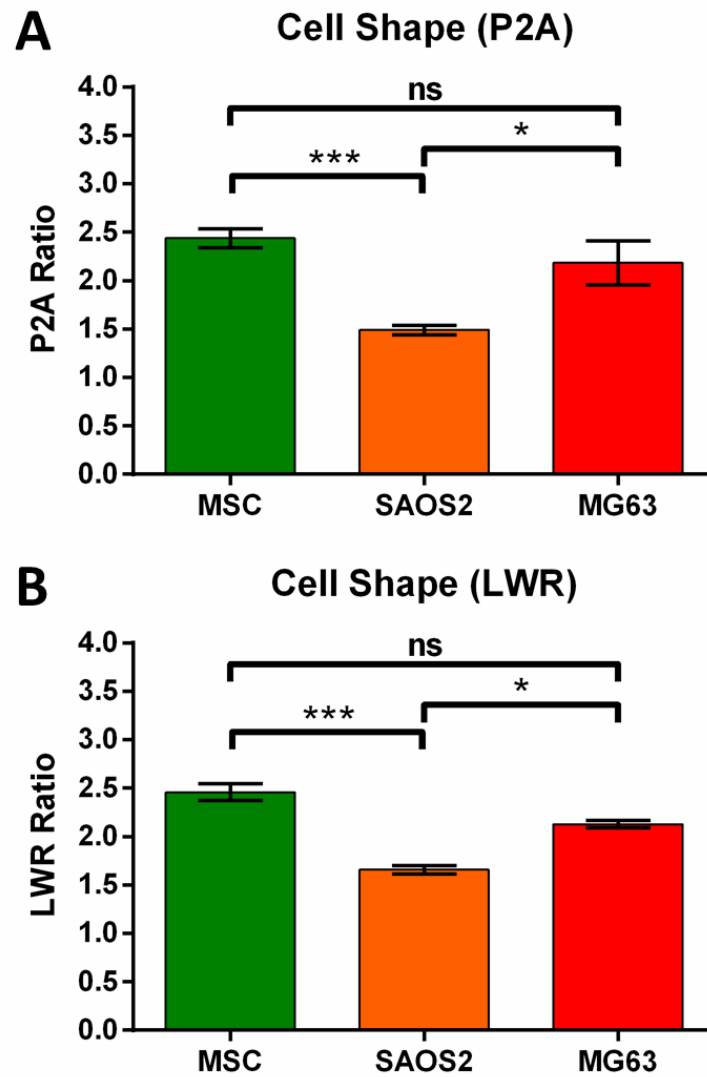 A
Cell Shape (P2A)
P2A Ratio
4.0
3.5
3.0
2.5
2.0
1.5
1.0
0.5
0.0
ns
***
*
MSC SAOS2 MG63
B
Cell Shape (LWR)
LWR Ratio
4.0
3.5
3.0
2.5
2.0
1.5
1.0
0.5
0.0
ns
***
*
MSC SAOS2 MG63